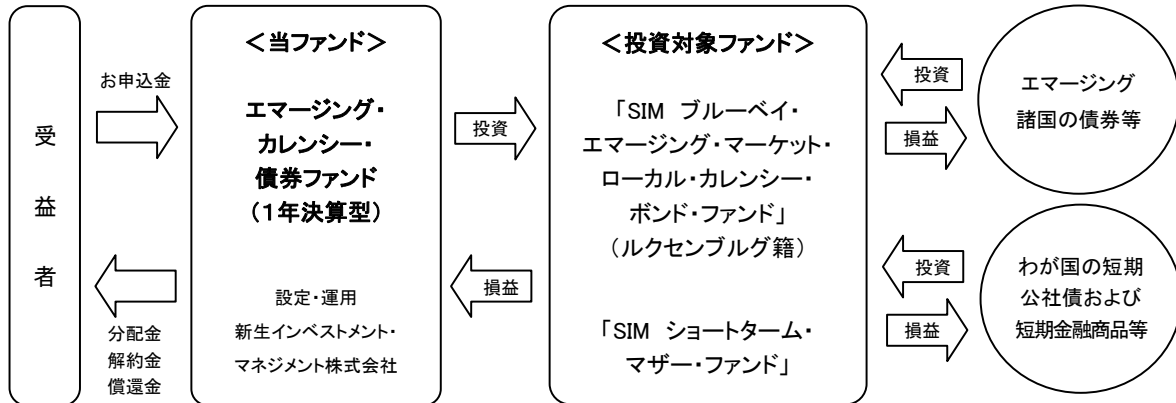 受
益
者
お申込金
分配金
解約金
償還金
＜当ファンド＞
エマージング・
カレンシー・
債券ファンド
（１年決算型）
設定・運用
新生インベストメント・
マネジメント株式会社
投資
損益
＜投資対象ファンド＞
「SIM ブルーベイ・
エマージング・マーケット・
ローカル・カレンシー・
ボンド・ファンド」
（ルクセンブルグ籍）
「SIM ショートターム・
マザー・ファンド」
投資
損益
エマージング
諸国の債券等
投資
損益
わが国の短期
公社債および
短期金融商品等